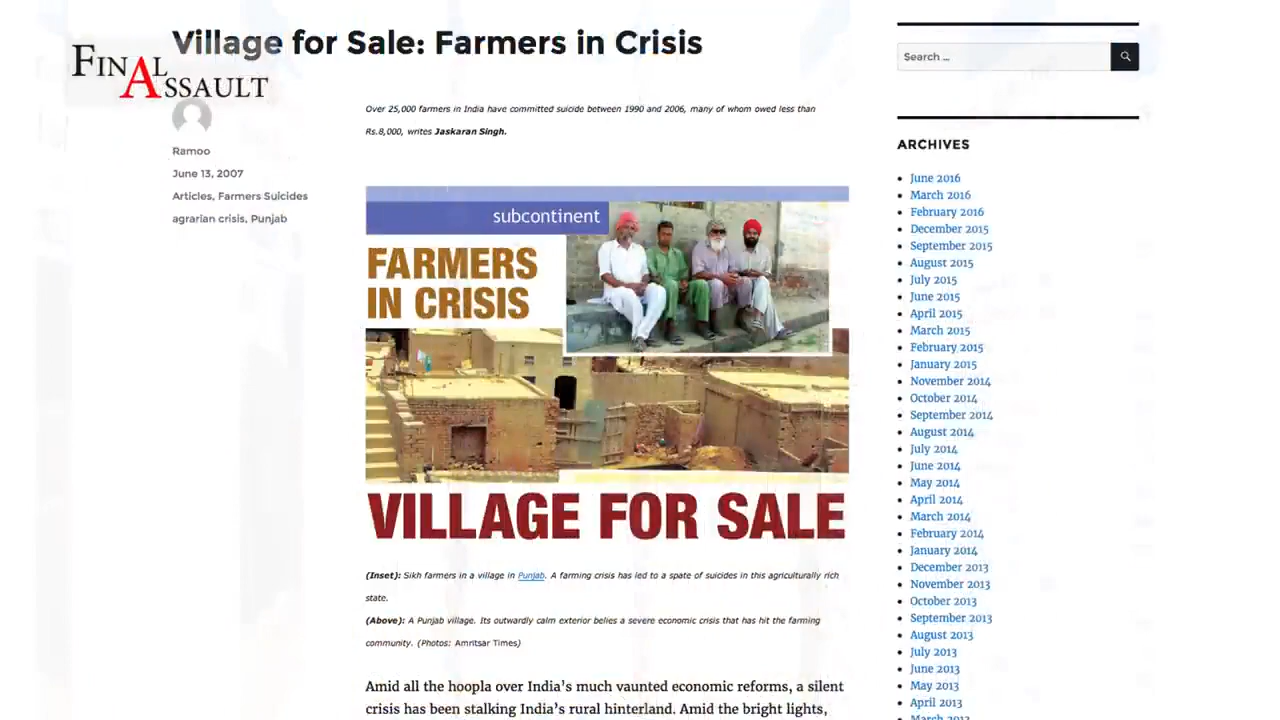 Village for Sale: Farmers in Crisis
FINAL
ASSAULT
Ramoo
June 13, 2007
Articles, Farmers Suicides
agrarian crisis, Punjab
Over 25,000 farmers in India have committed suicide between 1990 and 2006, many of whom owed less than
Rs.8,000, writes Jaskaran Singh.
subcontinent
FARMERS
IN CRISIS
VILLAGE FOR SALE
(Inset): Sikh farmers in a village in Punjab. A farming crisis has led to a spate of suicides in this agriculturally rich
state.
(Above): A Punjab village. Its outwardly calm exterior belies a severe economic crisis that has hit the farming
community. (Photos: Amritsar Times)
Amid all the hoopla over India's much vaunted economic reforms, a silent
crisis has been stalking India's rural hinterland. Amid the bright lights,
Search ...
ARCHIVES
June 2016
March 2016
February 2016
December 2015
September 2015
August 2015
July 2015
June 2015
April 2015
March 2015
February 2015
January 2015
November 2014
October 2014
September 2014
August 2014
July 2014
June 2014
May 2014
April 2014
March 2014
February 2014
January 2014
December 2013
November 2013
October 2013
September 2013
August 2013
July 2013
June 2013
May 2013
April 2013
March 2013